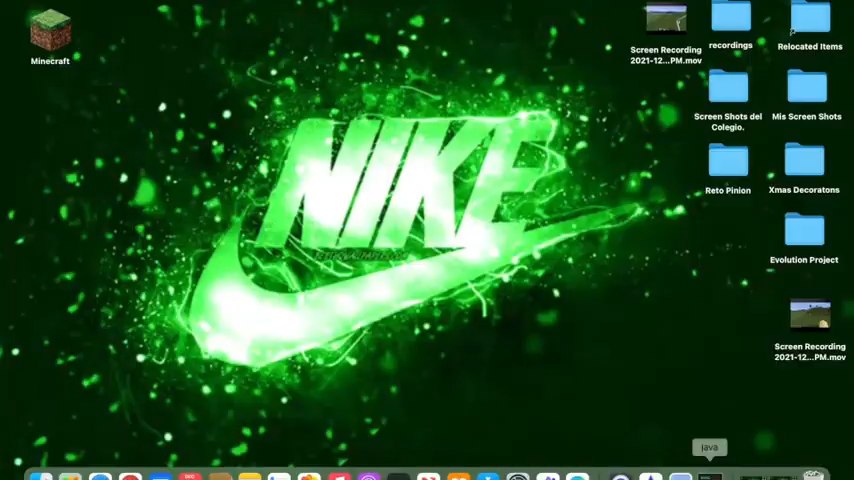 Minecraft
Screen Recording
2021-12...PM.mov
recordings
Relocated Items
Screen Shots del
Colegio.
Mis Screen Shots
Reto Pinion
Xmas Decoratons
Evolution Project
Screen Recording
2021-12...PM.mov
NIKE
java
DEC